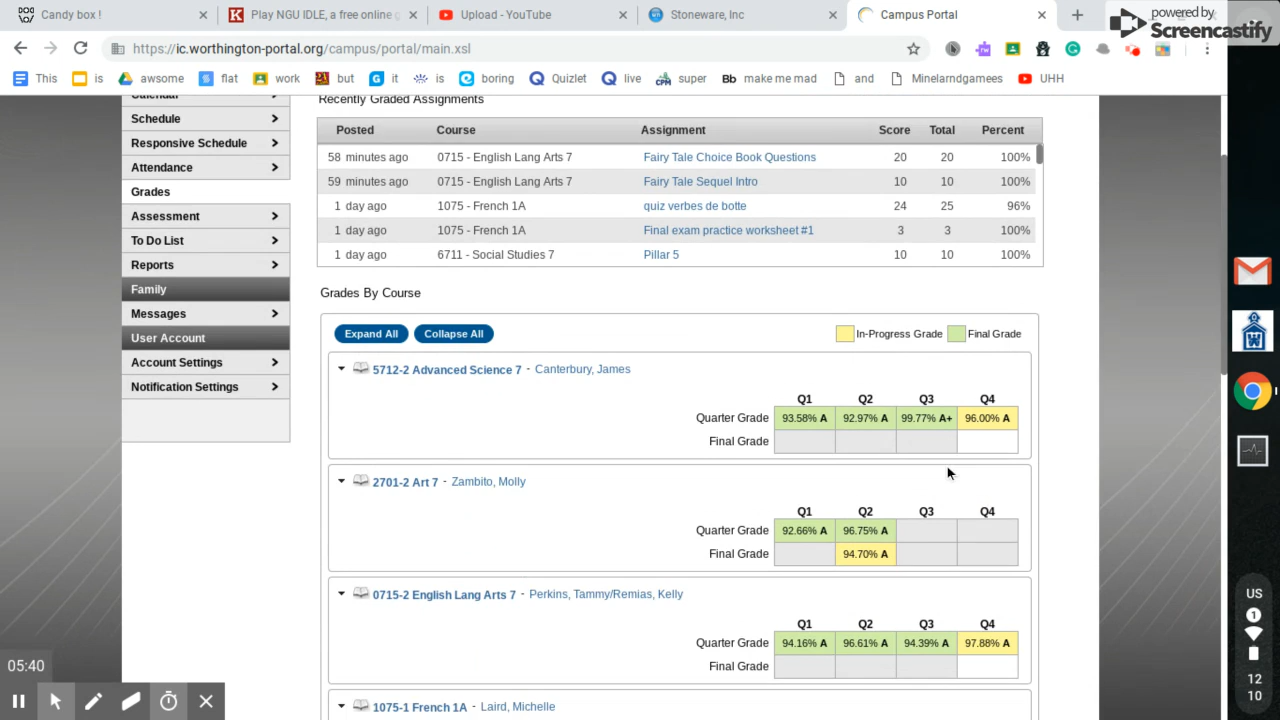 Candy box !
Play NGU IDLE, a free online g
Upload - YouTube
Stoneware, Inc
Campus Portal
powered by
Screencastify
https://ic.worthington-portal.org/campus/portal/main.xsl
This is awsome flat work but it is boring Quizlet live super Bb make me mad and Minelarndgames UHH
Calendar
Schedule
Responsive Schedule
Attendance
Grades
Assessment
To Do List
Reports
Family
Messages
User Account
Account Settings
Notification Settings
Recently Graded Assignments
Posted Course Assignment Score Total Percent
58 minutes ago 0715 - English Lang Arts 7 Fairy Tale Choice Book Questions 20 20 100%
59 minutes ago 0715 - English Lang Arts 7 Fairy Tale Sequel Intro 10 10 100%
1 day ago 1075 - French 1A quiz verbes de botte 24 25 96%
1 day ago 1075 - French 1A Final exam practice worksheet #1 3 3 100%
1 day ago 6711 - Social Studies 7 Pillar 5 10 10 100%
Grades By Course
Expand All Collapse All In-Progress Grade Final Grade
5712-2 Advanced Science 7 - Canterbury, James
Q1 Q2 Q3 Q4
Quarter Grade 93.58% A 92.97% A 99.77% A+ 96.00% A
Final Grade
2701-2 Art 7 - Zambito, Molly
Q1 Q2 Q3 Q4
Quarter Grade 92.66% A 96.75% A
Final Grade 94.70% A
0715-2 English Lang Arts 7 - Perkins, Tammy/Remias, Kelly
Q1 Q2 Q3 Q4
Quarter Grade 94.16% A 96.61% A 94.39% A 97.88% A
Final Grade
1075-1 French 1A - Laird, Michelle
05:40
US
1
12
10